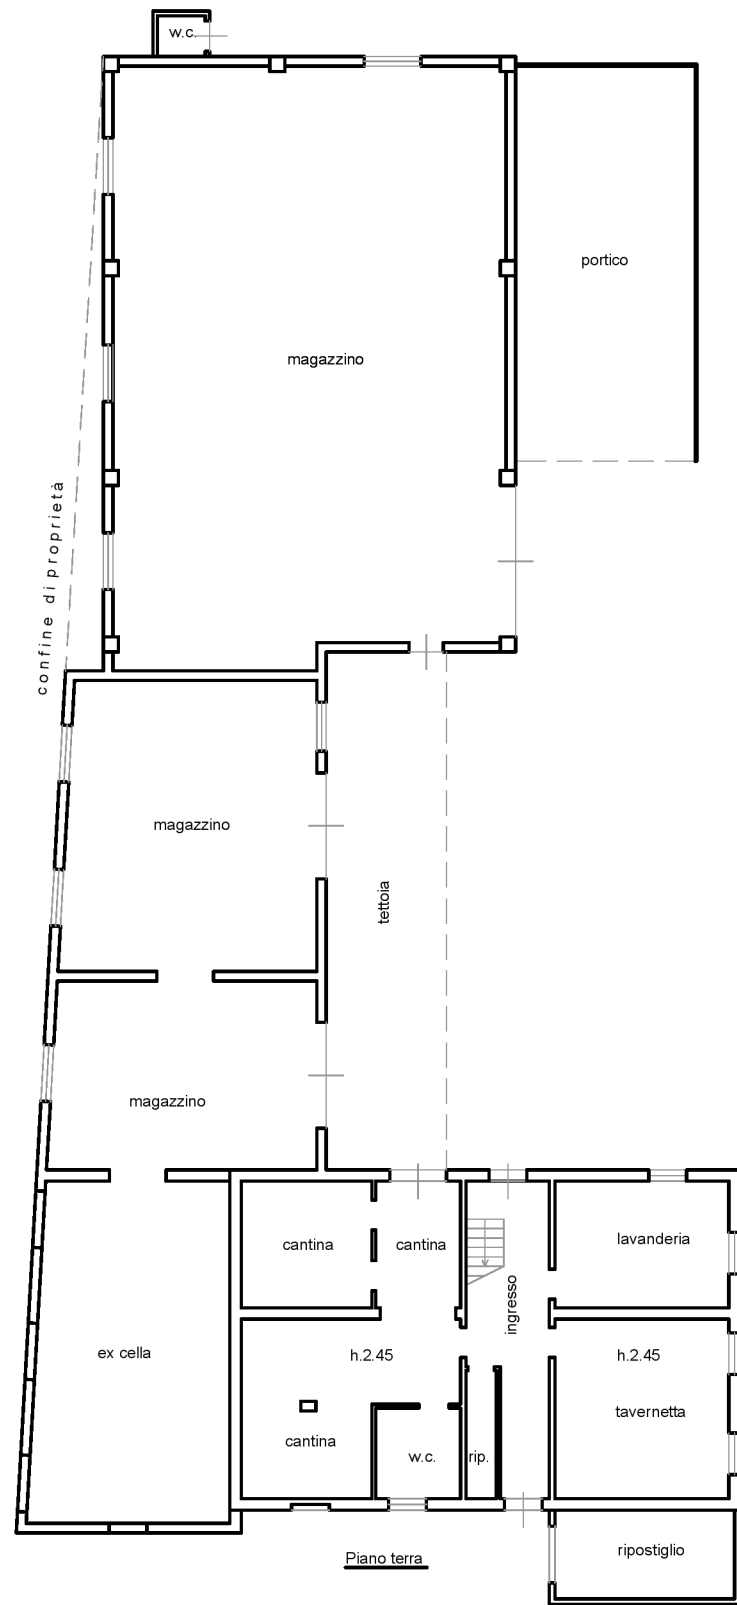 w.c.
portico
magazzino
confine di proprietà
magazzino
tettoia
magazzino
lavanderia
cantina
cantina
ingresso
ex cella
h.2.45
h.2.45
tavernetta
cantina
w.c.
rip.
ripostiglio
Piano terra